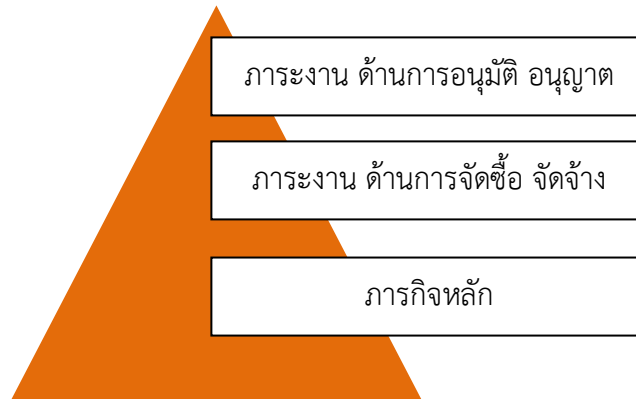 ภาระงาน ด้านการอนุมัติ อนุญาต
ภาระงาน ด้านการจัดซื้อ จัดจ้าง
ภารกิจหลัก